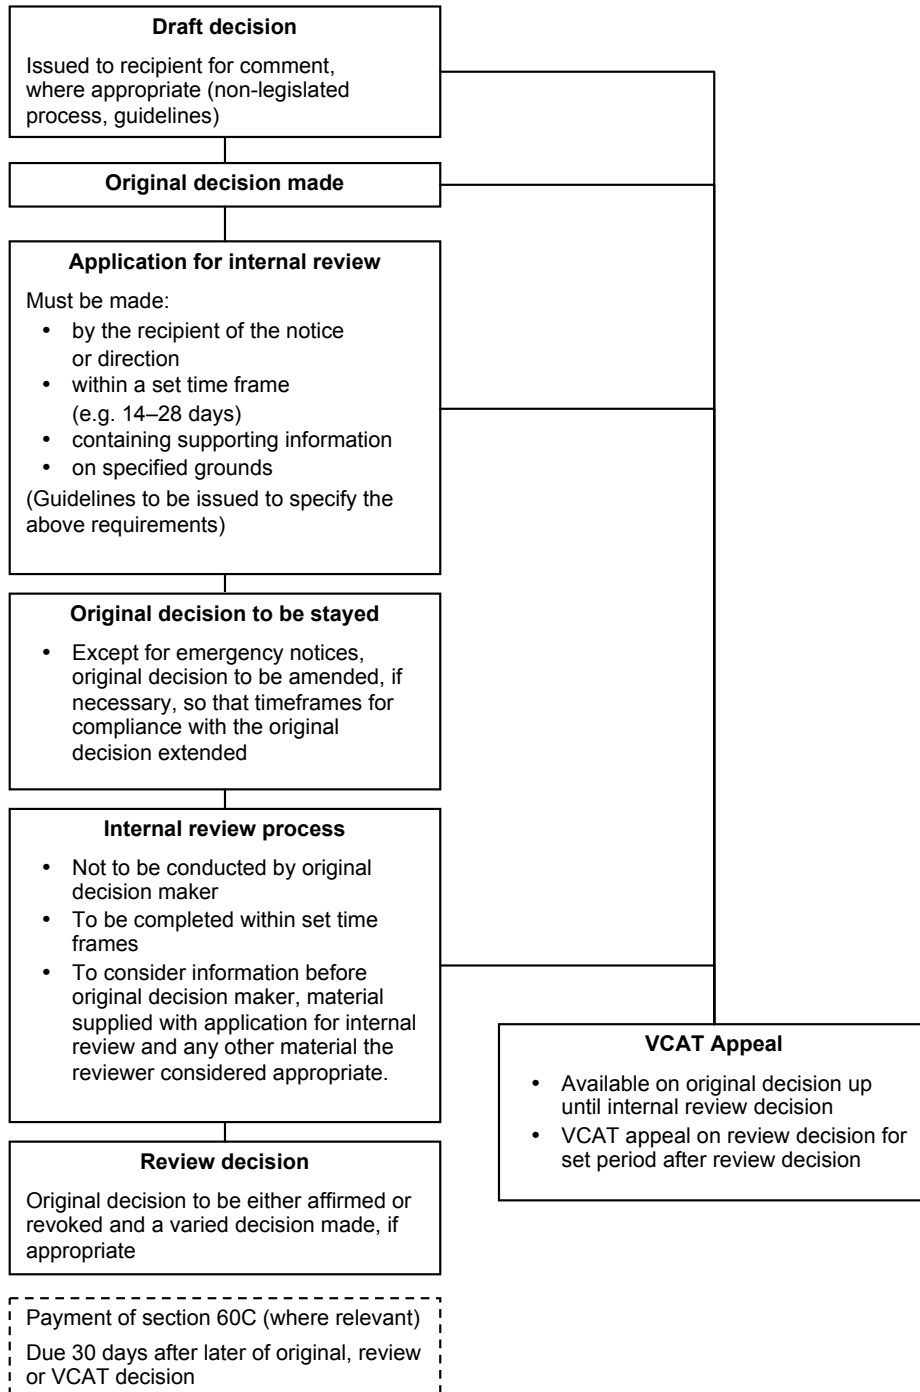 Draft decision
Issued to recipient for comment,
where appropriate (non-legislated
process, guidelines)
Original decision made
Application for internal review
Must be made:
• by the recipient of the notice
or direction
• within a set time frame
(e.g. 14–28 days)
• containing supporting information
• on specified grounds
(Guidelines to be issued to specify the
above requirements)
Original decision to be stayed
• Except for emergency notices,
original decision to be amended, if
necessary, so that timeframes for
compliance with the original
decision extended
Internal review process
• Not to be conducted by original
decision maker
• To be completed within set time
frames
• To consider information before
original decision maker, material
supplied with application for internal
review and any other material the
reviewer considered appropriate.
VCAT Appeal
• Available on original decision up
until internal review decision
• VCAT appeal on review decision for
set period after review decision
Review decision
Original decision to be either affirmed or
revoked and a varied decision made, if
appropriate
Payment of section 60C (where relevant)
Due 30 days after later of original, review
or VCAT decision